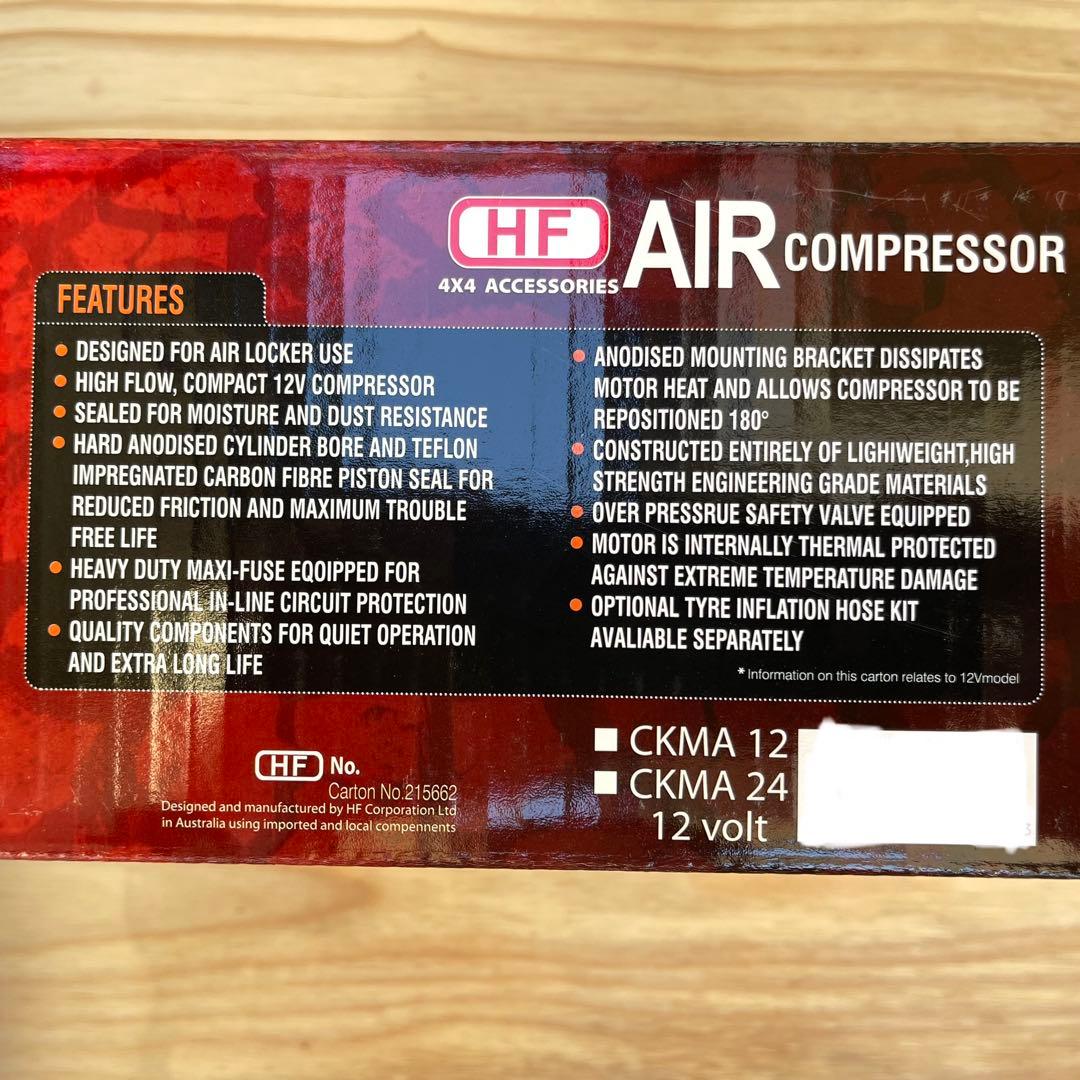 HF
4X4 ACCESSORIES
AIR COMPRESSOR
FEATURES
DESIGNED FOR AIR LOCKER USE
HIGH FLOW, COMPACT 12V COMPRESSOR
SEALED FOR MOISTURE AND DUST RESISTANCE
HARD ANODISED CYLINDER BORE AND TEFLON
IMPREGNATED CARBON FIBRE PISTON SEAL FOR
REDUCED FRICTION AND MAXIMUM TROUBLE
FREE LIFE
HEAVY DUTY MAXI-FUSE EQOIPPED FOR
PROFESSIONAL IN-LINE CIRCUIT PROTECTION
QUALITY COMPONENTS FOR QUIET OPERATION
AND EXTRA LONG LIFE
ANODISED MOUNTING BRACKET DISSIPATES
MOTOR HEAT AND ALLOWS COMPRESSOR TO BE
REPOSITIONED 180°
CONSTRUCTED ENTIRELY OF LIGHIWEIGHT,HIGH
STRENGTH ENGINEERING GRADE MATERIALS
OVER PRESSRUE SAFETY VALVE EQUIPPED
MOTOR IS INTERNALLY THERMAL PROTECTED
AGAINST EXTREME TEMPERATURE DAMAGE
OPTIONAL TYRE INFLATION HOSE KIT
AVALIABLE SEPARATELY
* Information on this carton relates to 12Vmodel
HF No.
Carton No.215662
Designed and manufactured by HF Corporation Ltd
in Australia using imported and local compennents
CKMA 12
CKMA 24
12 volt
3